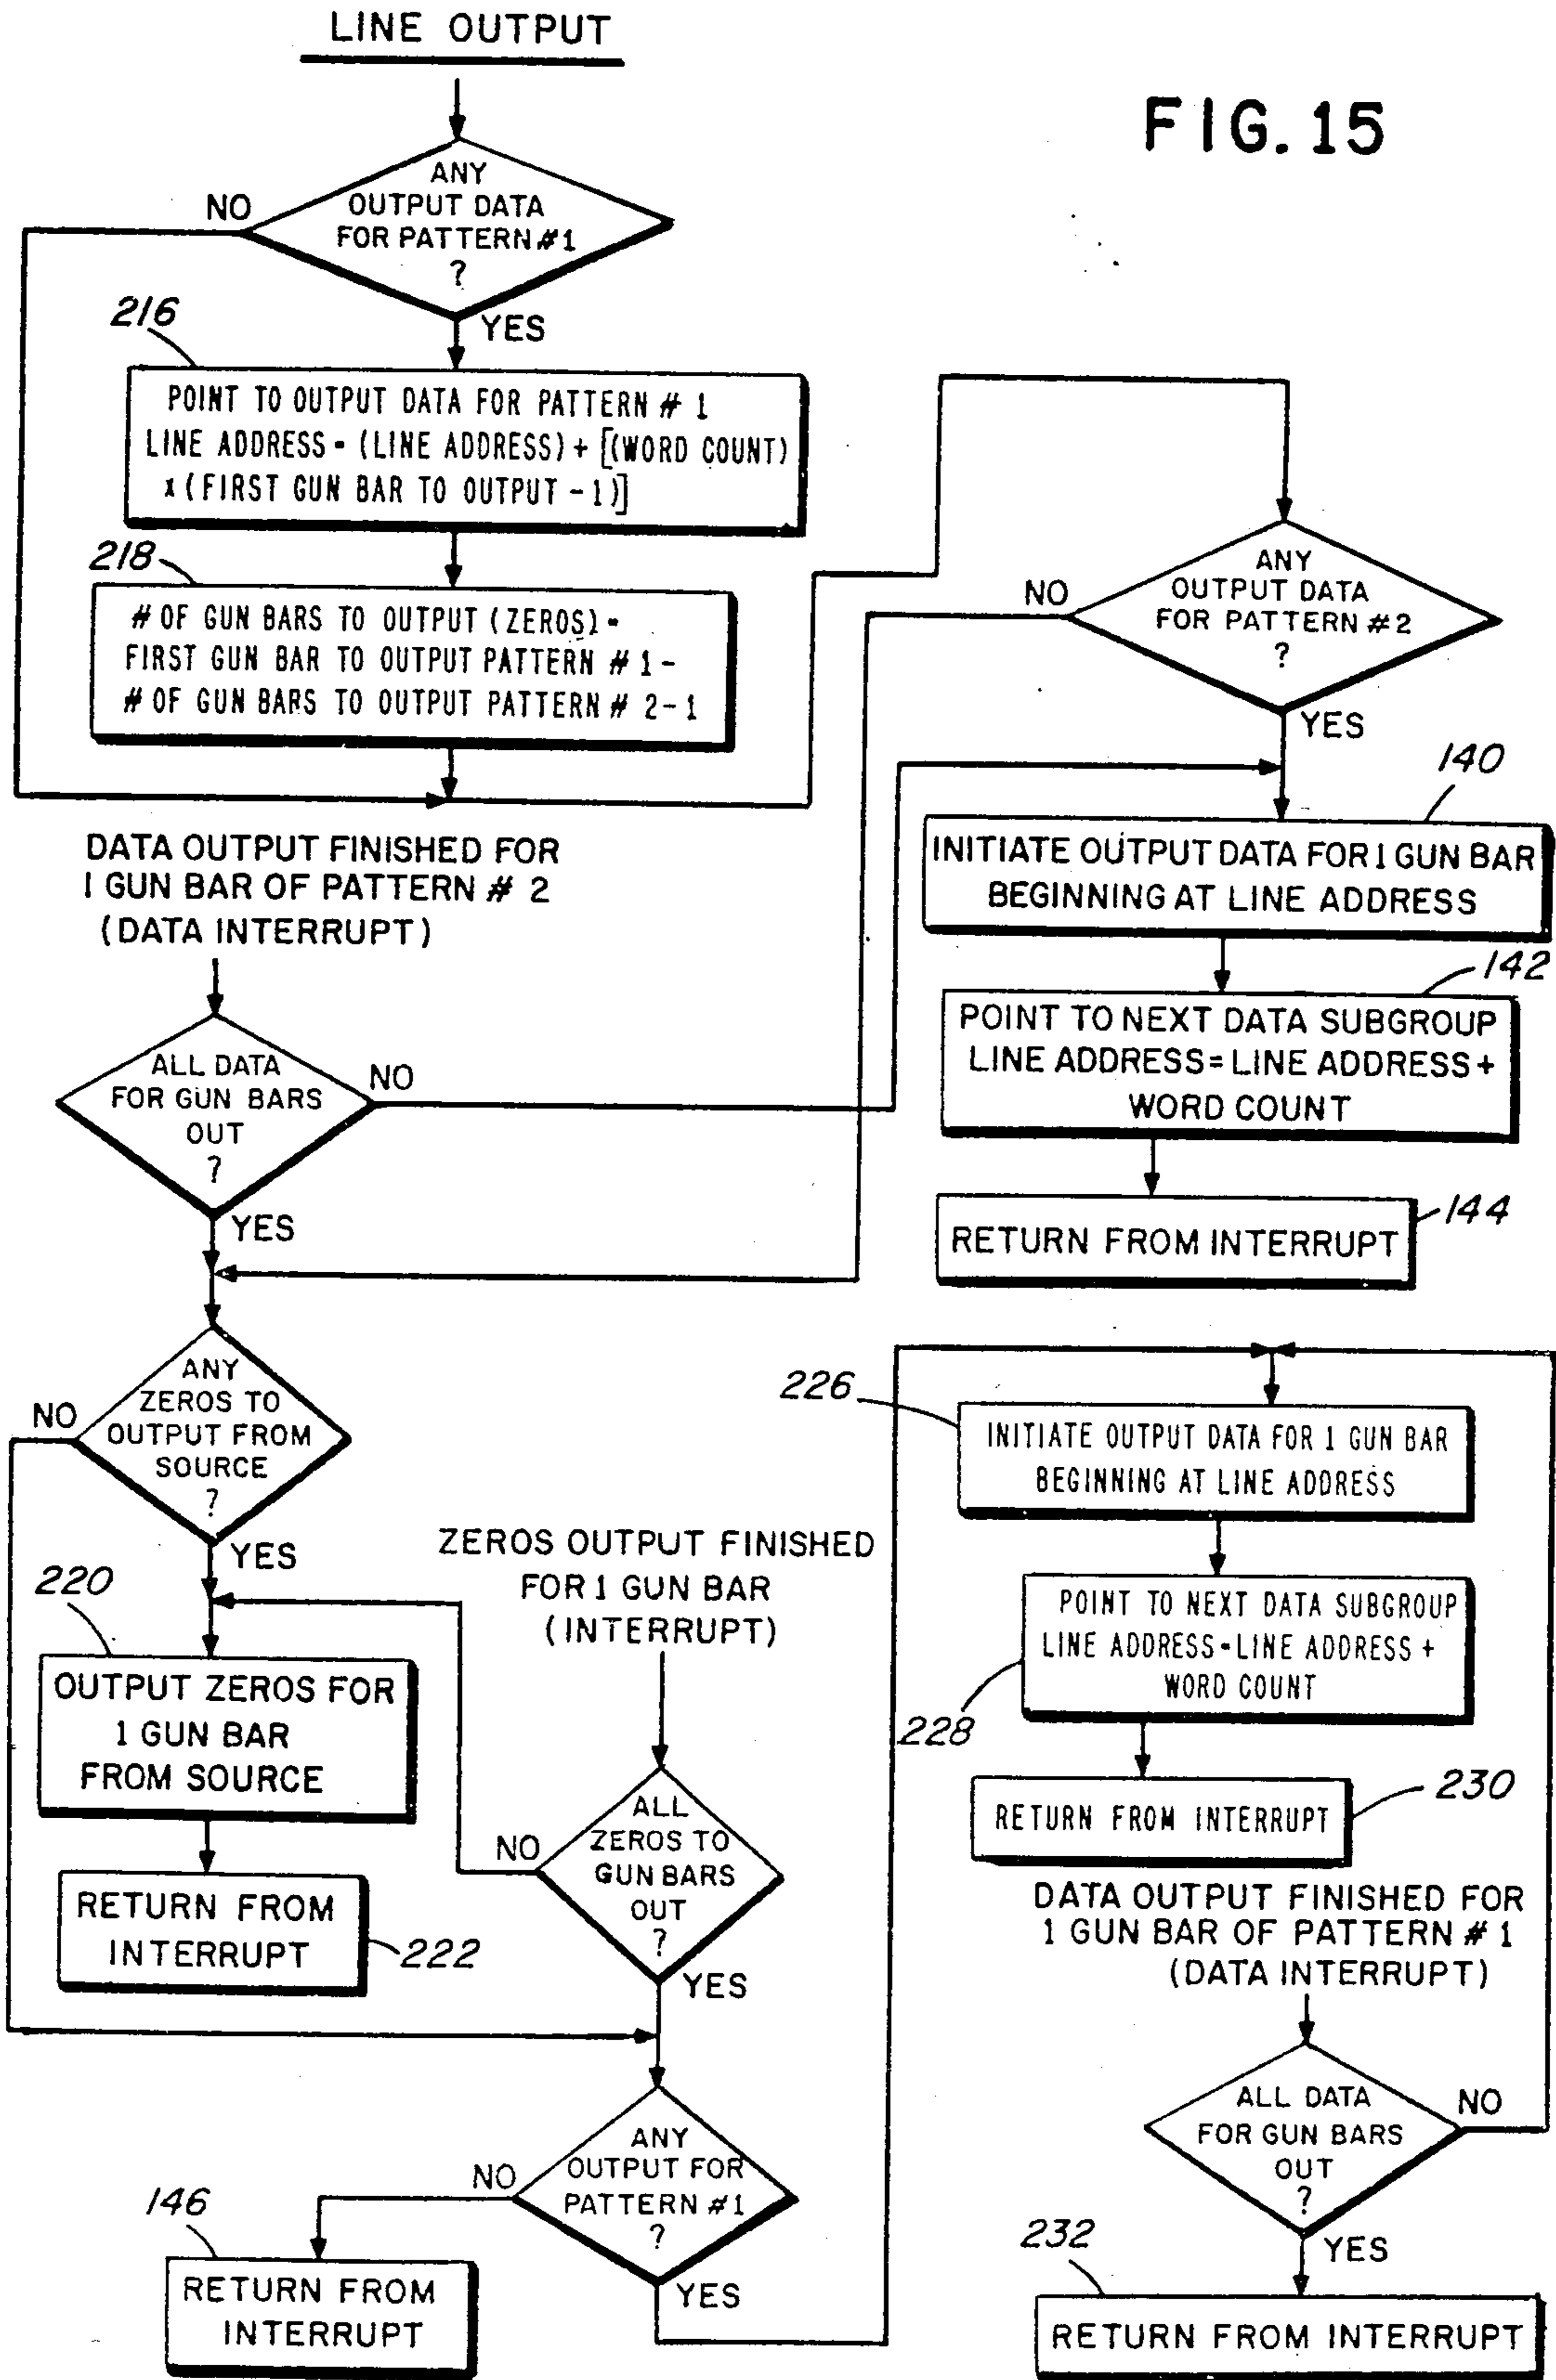 LINE OUTPUT
FIG. 15
ANY
OUTPUT DATA
FOR PATTERN #1
?
NO
YES
216
POINT TO OUTPUT DATA FOR PATTERN # 1
LINE ADDRESS - (LINE ADDRESS) + [(WORD COUNT)
x (FIRST GUN BAR TO OUTPUT -1)]
218
# OF GUN BARS TO OUTPUT (ZEROS) -
FIRST GUN BAR TO OUTPUT PATTERN # 1 -
# OF GUN BARS TO OUTPUT PATTERN # 2-1
ANY
OUTPUT DATA
FOR PATTERN #2
?
NO
YES
140
INITIATE OUTPUT DATA FOR 1 GUN BAR
BEGINNING AT LINE ADDRESS
142
POINT TO NEXT DATA SUBGROUP
LINE ADDRESS = LINE ADDRESS +
WORD COUNT
144
RETURN FROM INTERRUPT
DATA OUTPUT FINISHED FOR
1 GUN BAR OF PATTERN # 2
(DATA INTERRUPT)
ALL DATA
FOR GUN BARS
OUT
?
NO
YES
ANY
ZEROS TO
OUTPUT FROM
SOURCE
?
NO
YES
220
OUTPUT ZEROS FOR
1 GUN BAR
FROM SOURCE
RETURN FROM
INTERRUPT
222
ZEROS OUTPUT FINISHED
FOR 1 GUN BAR
(INTERRUPT)
ALL
ZEROS TO
GUN BARS
OUT
?
NO
YES
ANY
OUTPUT FOR
PATTERN #1
?
NO
YES
146
RETURN FROM
INTERRUPT
226
INITIATE OUTPUT DATA FOR 1 GUN BAR
BEGINNING AT LINE ADDRESS
POINT TO NEXT DATA SUBGROUP
LINE ADDRESS - LINE ADDRESS +
WORD COUNT
228
230
RETURN FROM INTERRUPT
DATA OUTPUT FINISHED FOR
1 GUN BAR OF PATTERN # 1
(DATA INTERRUPT)
ALL DATA
FOR GUN BARS
OUT
?
NO
YES
232
RETURN FROM INTERRUPT